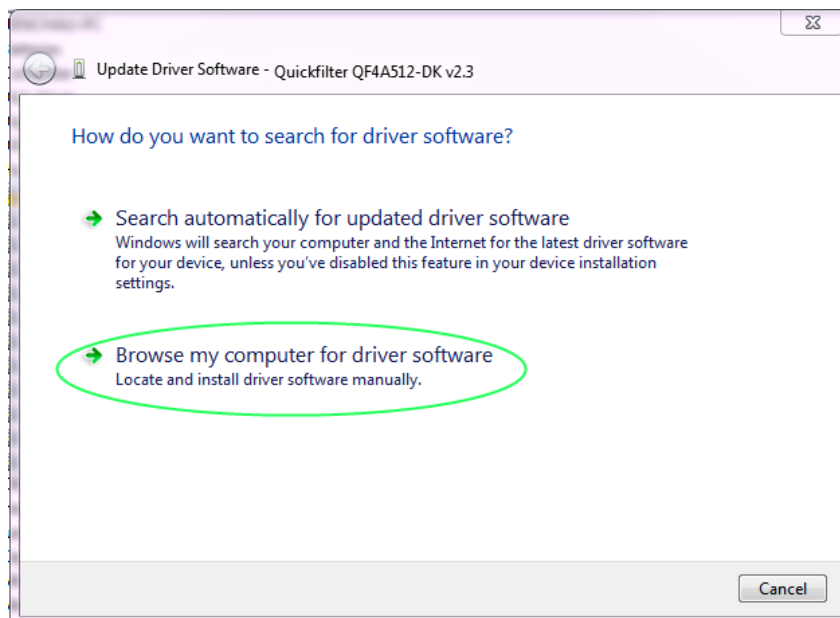 Update Driver Software - Quickfilter QF4A512-DK v2.3
How do you want to search for driver software?
Search automatically for updated driver software
Windows will search your computer and the Internet for the latest driver software
for your device, unless you've disabled this feature in your device installation
settings.
Browse my computer for driver software
Locate and install driver software manually.
Cancel